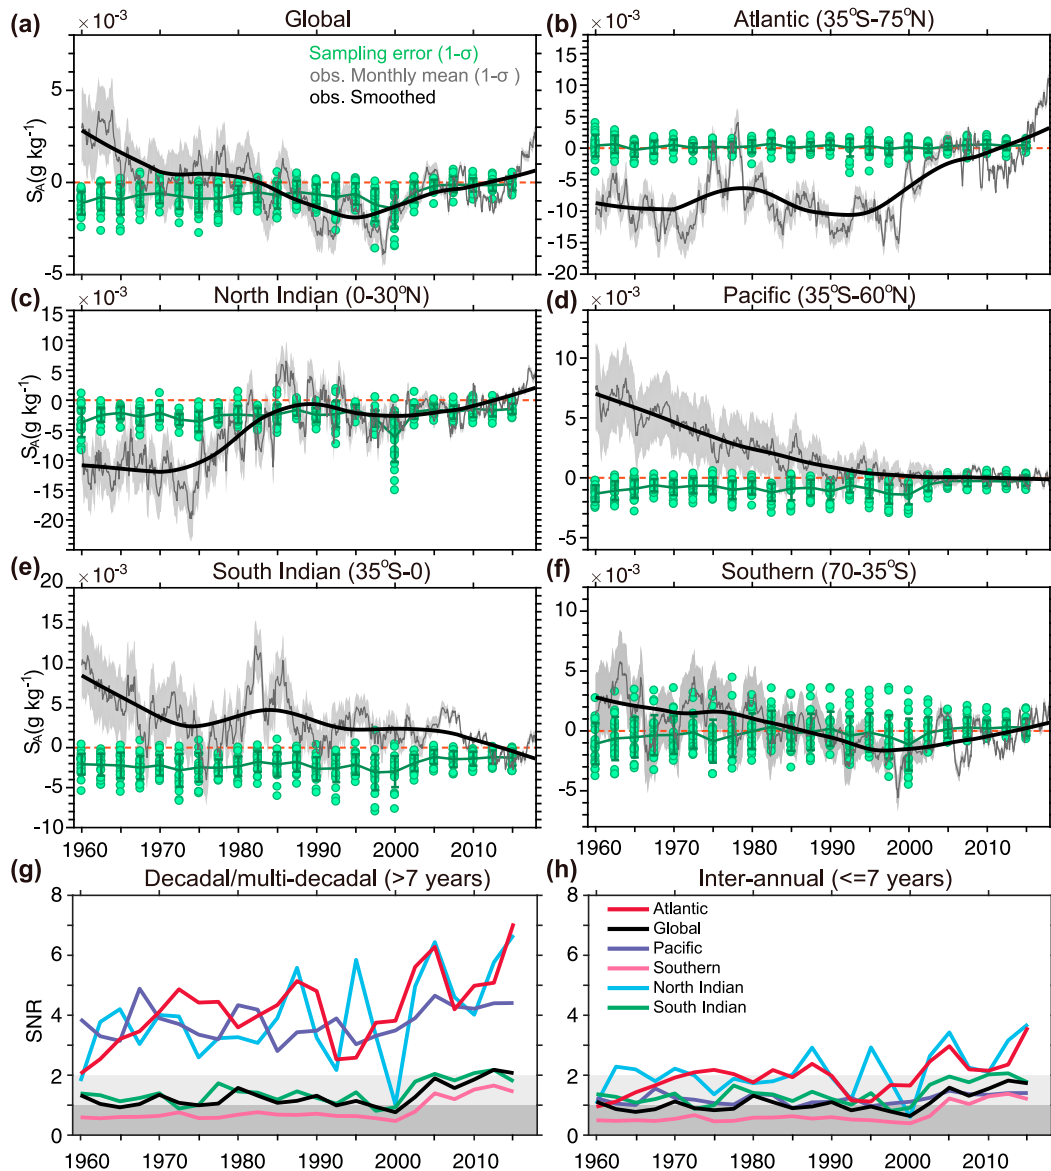 (a) × 10⁻³ Global
5
0
-5
S_A(g kg⁻¹)
Sampling error (1-σ)
obs. Monthly mean (1-σ )
obs. Smoothed
(b) × 10⁻³ Atlantic (35°S-75°N)
15
10
5
0
-5
-10
-15
-20
(c) × 10⁻³ North Indian (0-30°N)
15
10
5
0
-5
-10
-15
-20
S_A(g kg⁻¹)
(d) × 10⁻³ Pacific (35°S-60°N)
10
5
0
-5
(e) × 10⁻³ South Indian (35°S-0)
20
15
10
5
0
-5
-10
S_A(g kg⁻¹)
1960 1970 1980 1990 2000 2010
(f) × 10⁻³ Southern (70-35°S)
10
5
0
-5
1960 1970 1980 1990 2000 2010
(g) Decadal/multi-decadal (>7 years)
8
6
4
2
0
SNR
1960 1970 1980 1990 2000 2010
(h) Inter-annual (<=7 years)
8
6
4
2
0
Atlantic
Global
Pacific
Southern
North Indian
South Indian
1960 1970 1980 1990 2000 2010